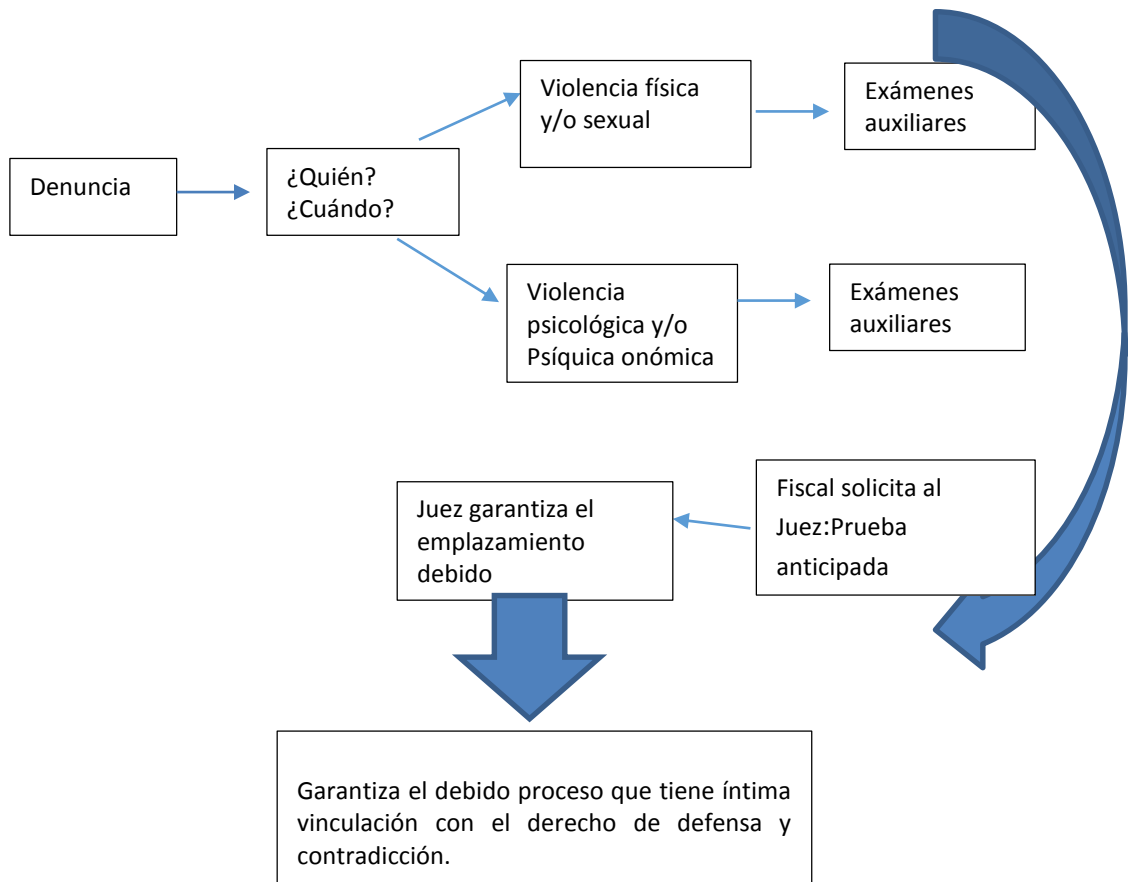 Denuncia
¿Quién?
¿Cuándo?
Violencia física
y/o sexual
Exámenes
auxiliares
Violencia
psicológica y/o
Psíquica onómica
Exámenes
auxiliares
Fiscal solicita al
Juez:Prueba
anticipada
Juez garantiza el
emplazamiento
debido
Garantiza el debido proceso que tiene íntima
vinculación con el derecho de defensa y
contradicción.